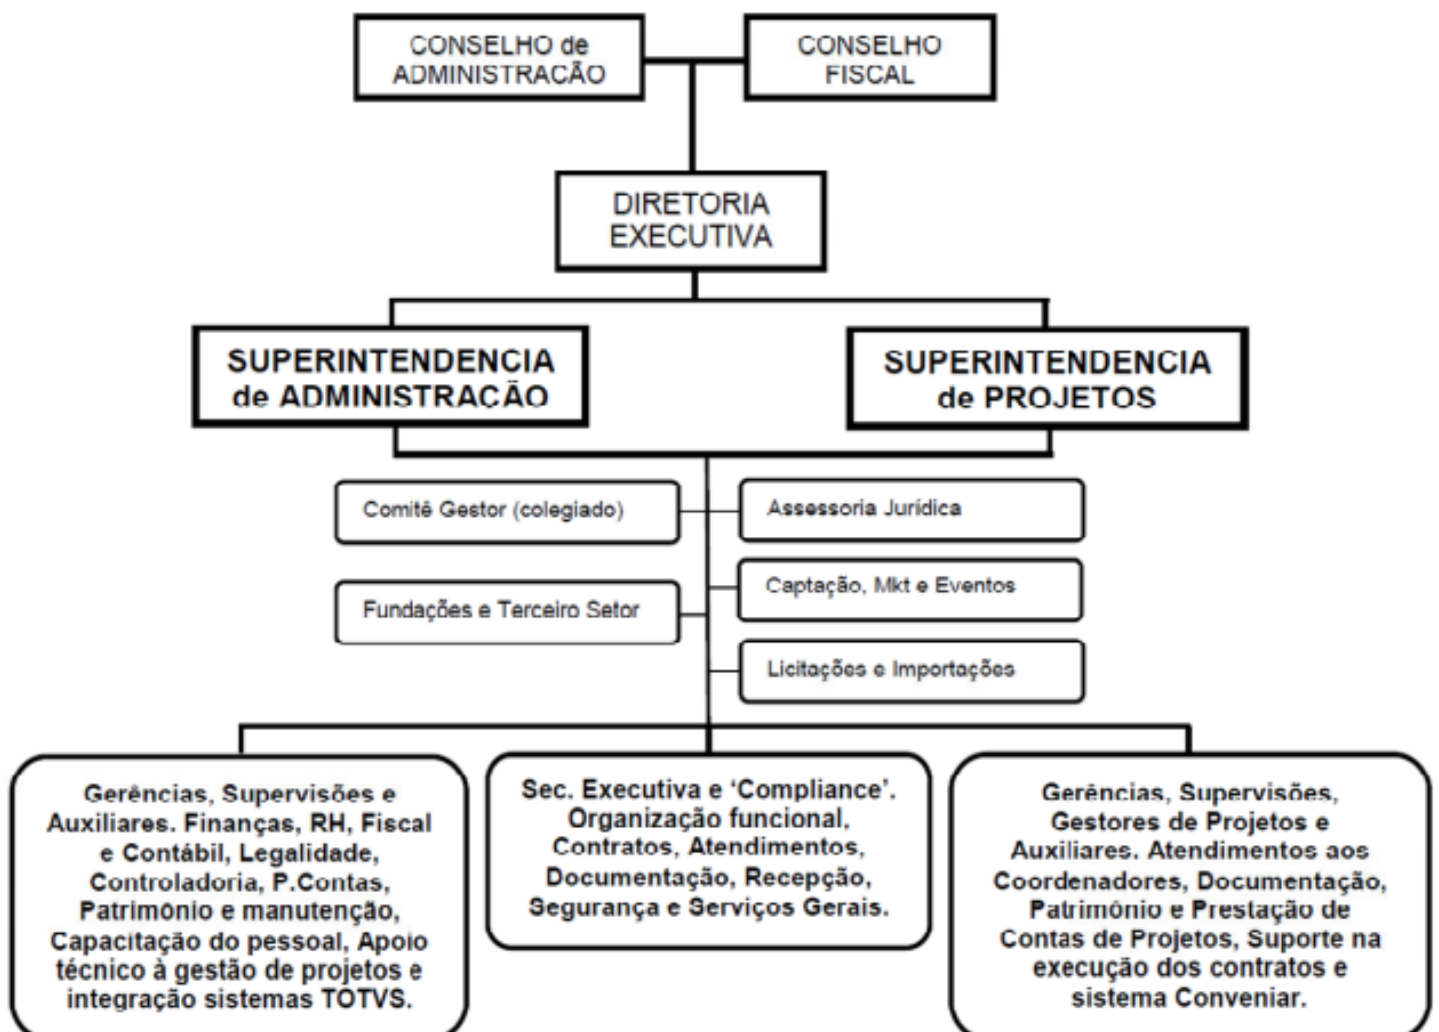 CONSELHO de
ADMINISTRAÇÃO
CONSELHO
FISCAL
DIRETORIA
EXECUTIVA
SUPERINTENDENCIA
de ADMINISTRAÇÃO
SUPERINTENDENCIA
de PROJETOS
Comitê Gestor (colegiado)
Assessoria Jurídica
Captação, Mkt e Eventos
Fundações e Terceiro Setor
Licitações e Importações
Gerências, Supervisões e
Auxiliares. Finanças, RH, Fiscal
e Contábil, Legalidade,
Controladoria, P.Contas,
Patrimônio e manutenção,
Capacitação do pessoal, Apoio
técnico à gestão de projetos e
integração sistemas TOTVS.
Sec. Executiva e ‘Compliance’.
Organização funcional,
Contratos, Atendimentos,
Documentação, Recepção,
Segurança e Serviços Gerais.
Gerências, Supervisões,
Gestores de Projetos e
Auxiliares. Atendimentos aos
Coordenadores, Documentação,
Patrimônio e Prestação de
Contas de Projetos, Suporte na
execução dos contratos e
sistema Conveniar.